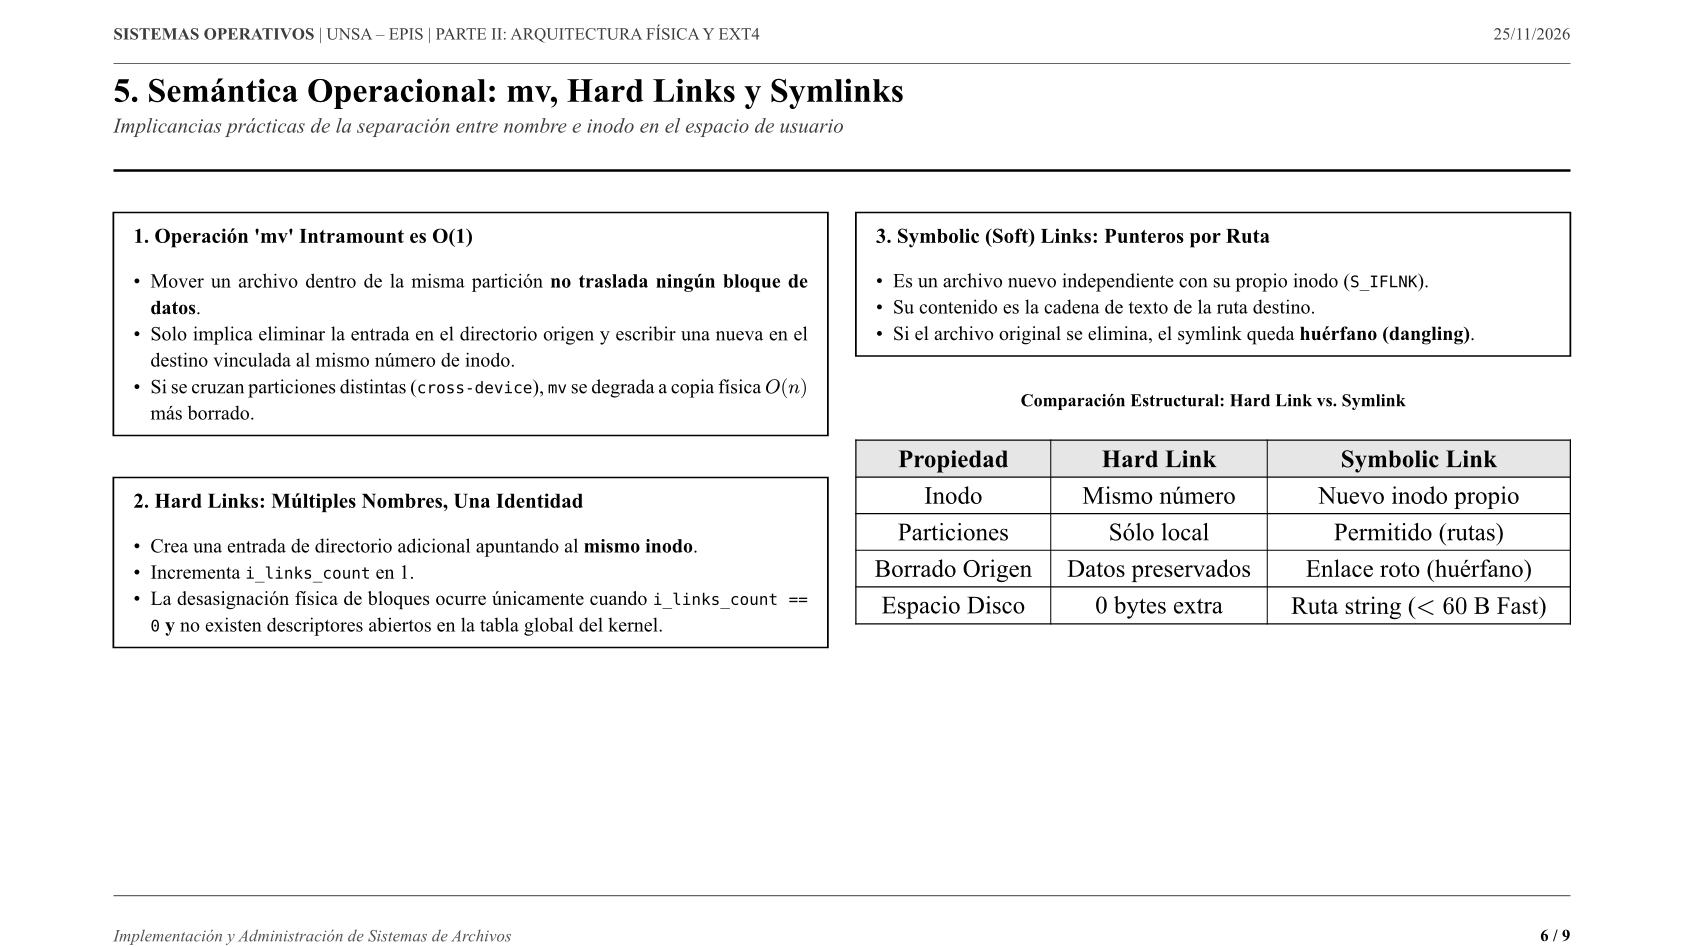 SISTEMAS OPERATIVOS | UNSA – EPIS | PARTE II: ARQUITECTURA FÍSICA Y EXT4
25/11/2026
5. Semántica Operacional: mv, Hard Links y Symlinks
Implicancias prácticas de la separación entre nombre e inodo en el espacio de usuario
1. Operación 'mv' Intramount es O(1)
• Mover un archivo dentro de la misma partición no traslada ningún bloque de
datos.
• Solo implica eliminar la entrada en el directorio origen y escribir una nueva en el
destino vinculada al mismo número de inodo.
• Si se cruzan particiones distintas (cross-device), mv se degrada a copia física O(n)
más borrado.
2. Hard Links: Múltiples Nombres, Una Identidad
• Crea una entrada de directorio adicional apuntando al mismo inodo.
• Incrementa i_links_count en 1.
• La desasignación física de bloques ocurre únicamente cuando i_links_count ==
0 y no existen descriptores abiertos en la tabla global del kernel.
3. Symbolic (Soft) Links: Punteros por Ruta
• Es un archivo nuevo independiente con su propio inodo (S_IFLNK).
• Su contenido es la cadena de texto de la ruta destino.
• Si el archivo original se elimina, el symlink queda huérfano (dangling).
Comparación Estructural: Hard Link vs. Symlink
Propiedad Hard Link Symbolic Link
Inodo Mismo número Nuevo inodo propio
Particiones Sólo local Permitido (rutas)
Borrado Origen Datos preservados Enlace roto (huérfano)
Espacio Disco 0 bytes extra Ruta string (< 60 B Fast)
Implementación y Administración de Sistemas de Archivos
6 / 9